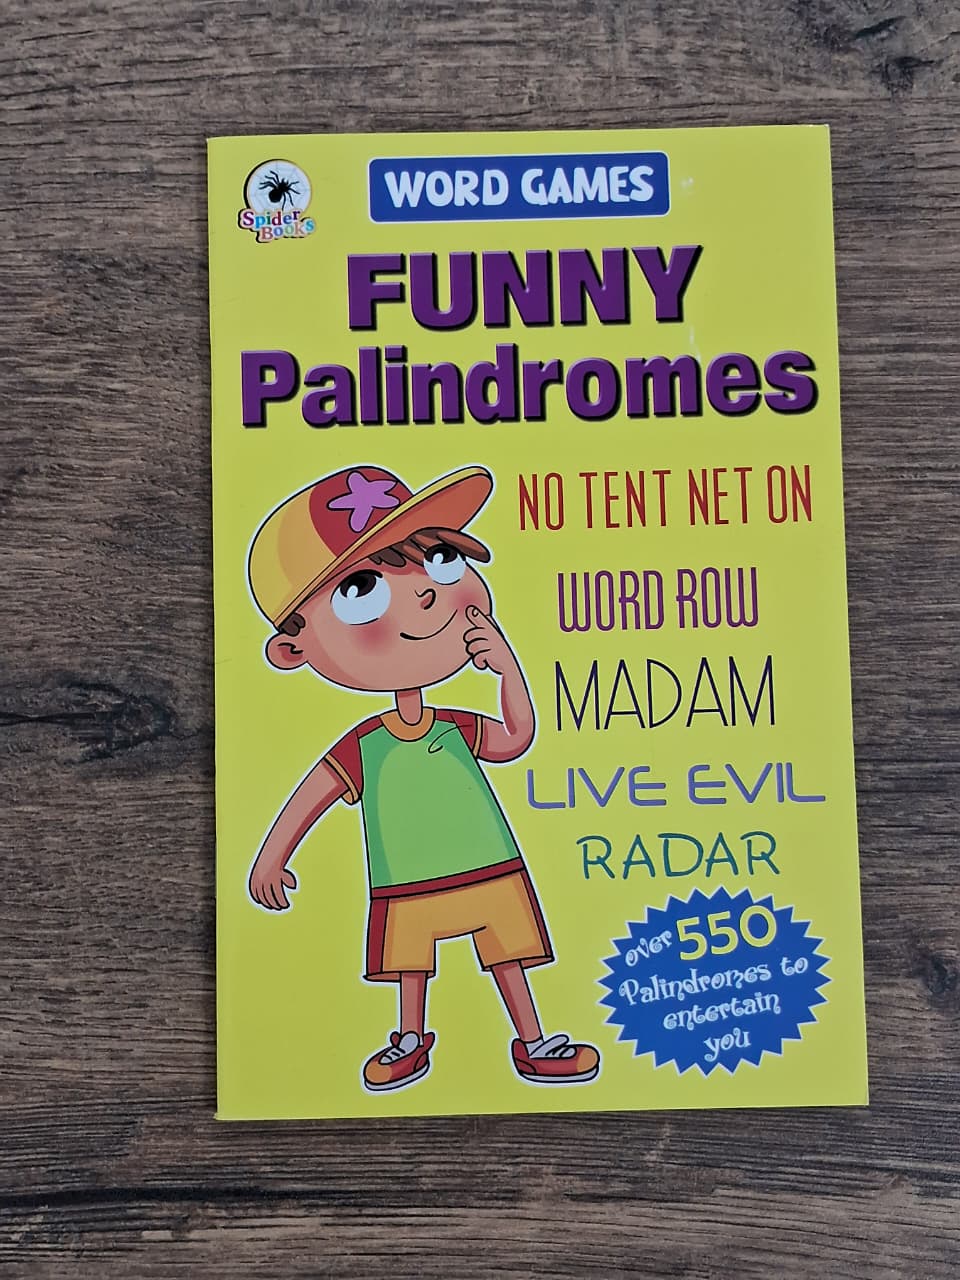 Spider
Books
WORD GAMES
FUNNY
Palindromes
NO TENT NET ON
WORD ROW
MADAM
LIVE EVIL
RADAR
over 550
Palindromes to
entertain
you